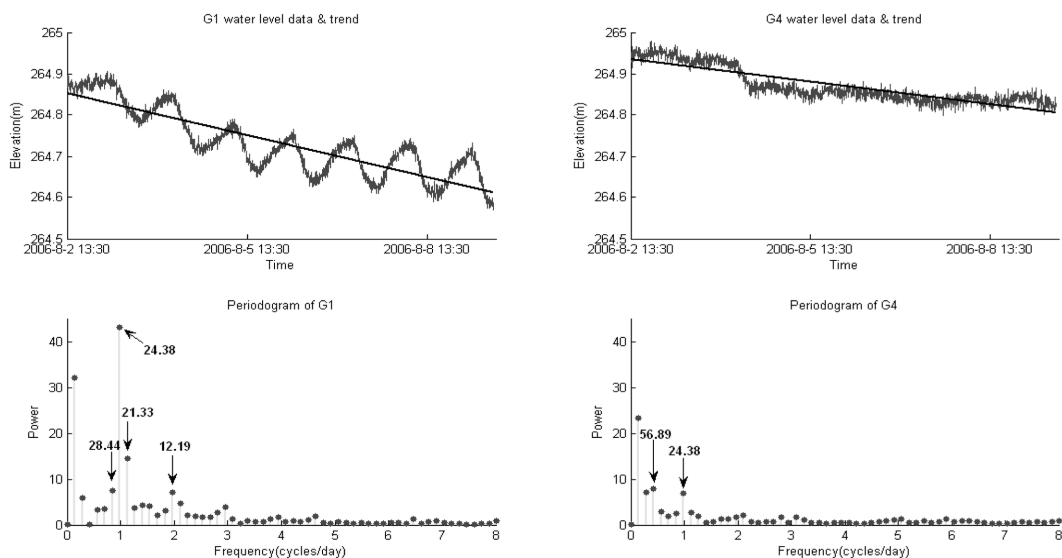 G1 water level data & trend
265
264.9
264.8
264.7
264.6
264.5
Elevation(m)
2006-8-2 13:30
2006-8-5 13:30
2006-8-8 13:30
Time
G4 water level data & trend
265
264.9
264.8
264.7
264.6
264.5
Elevation(m)
2006-8-2 13:30
2006-8-5 13:30
2006-8-8 13:30
Time
Periodogram of G1
40
30
20
10
0
Power
24.38
21.33
28.44
12.19
0 1 2 3 4 5 6 7 8
Frequency(cycles/day)
Periodogram of G4
40
30
20
10
0
Power
56.89
24.38
0 1 2 3 4 5 6 7 8
Frequency(cycles/day)